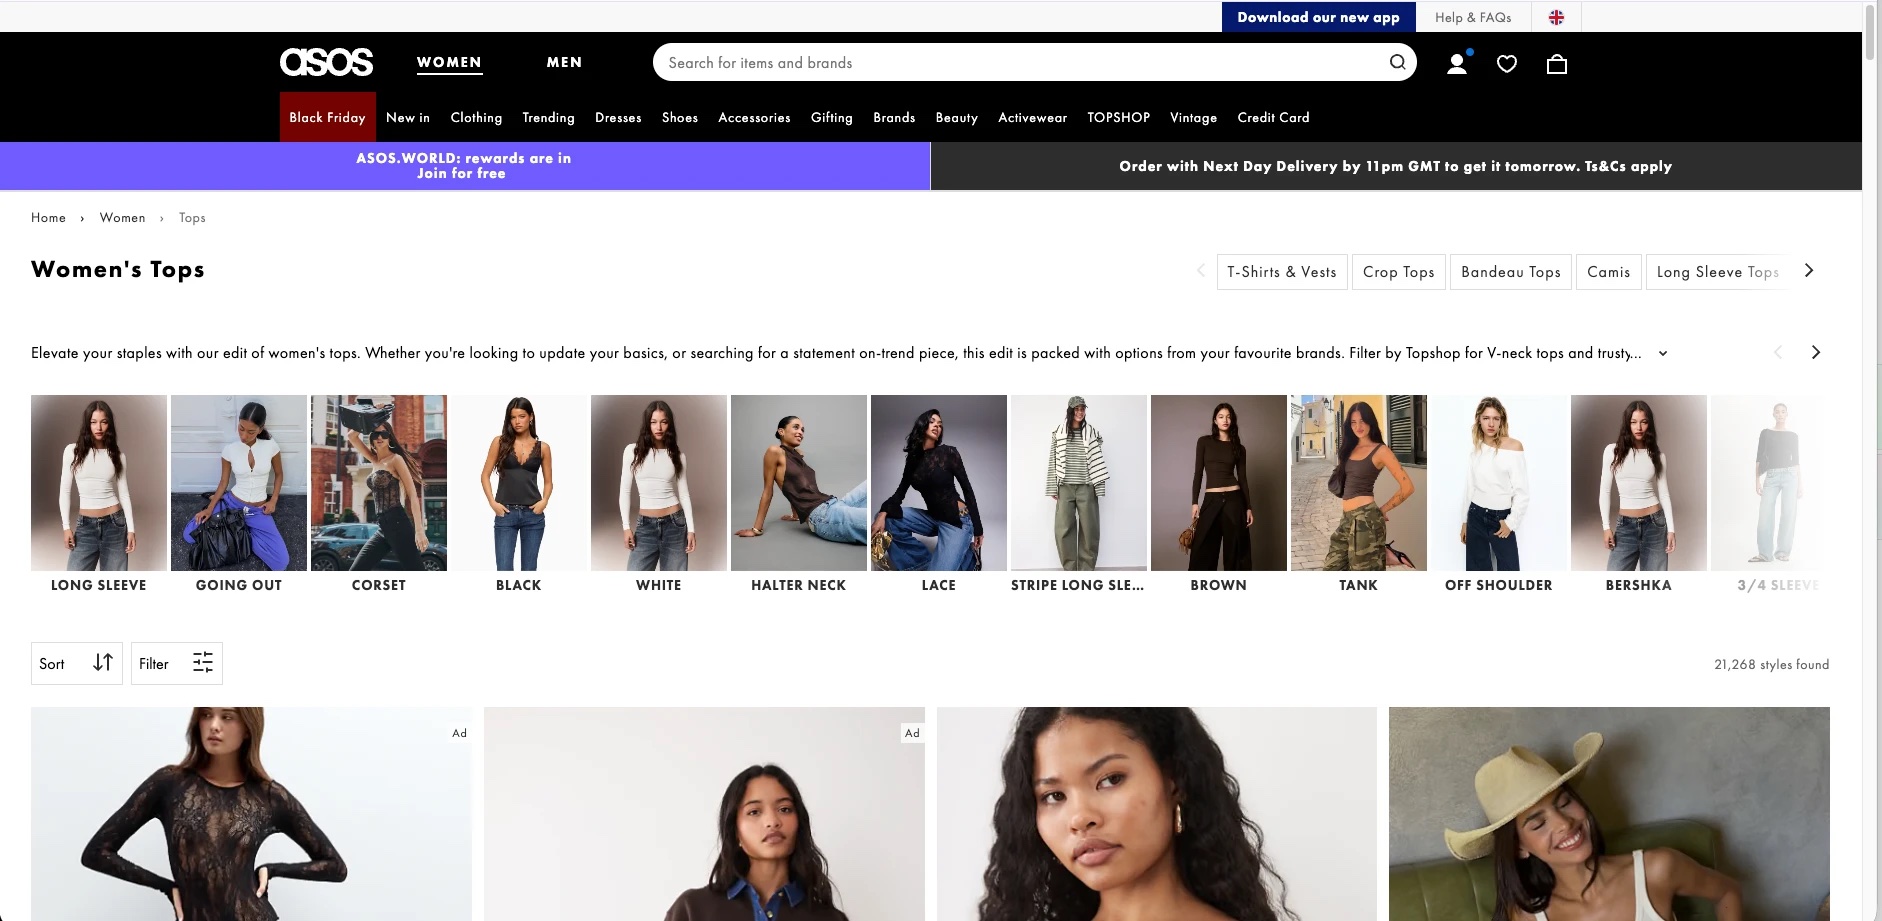 Download our new app
Help & FAQs
asos
WOMEN
MEN
Search for items and brands
Black Friday
New in
Clothing
Trending
Dresses
Shoes
Accessories
Gifting
Brands
Beauty
Activewear
TOPSHOP
Vintage
Credit Card
ASOS.WORLD: rewards are in
Join for free
Order with Next Day Delivery by 11pm GMT to get it tomorrow. Ts&Cs apply
Home › Women › Tops
Women's Tops
T-Shirts & Vests
Crop Tops
Bandeau Tops
Camis
Long Sleeve Tops
Elevate your staples with our edit of women's tops. Whether you're looking to update your basics, or searching for a statement on-trend piece, this edit is packed with options from your favourite brands. Filter by Topshop for V-neck tops and trusty...
LONG SLEEVE
GOING OUT
CORSET
BLACK
WHITE
HALTER NECK
LACE
STRIPE LONG SLE...
BROWN
TANK
OFF SHOULDER
BERSHKA
3/4 SLEEVE
Sort
Filter
21,268 styles found
Ad
Ad